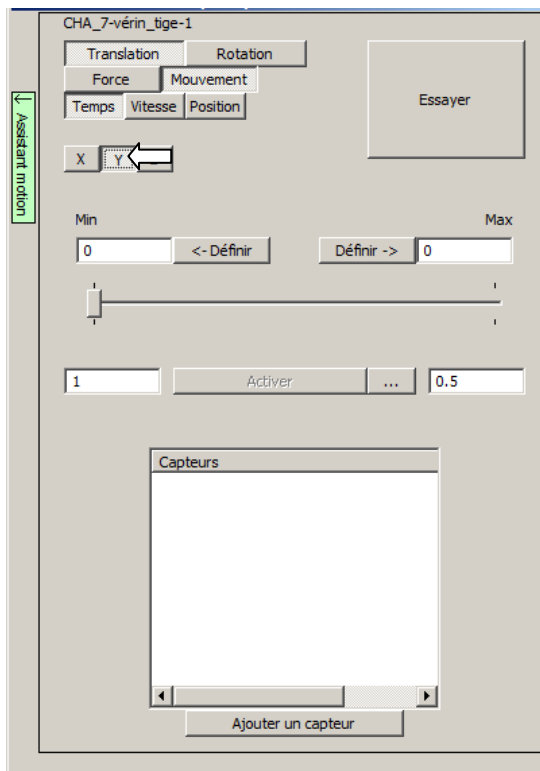 CHA_7-vérin_tige-1
Translation Rotation
Force Mouvement
Essayer
Temps Vitesse Position
Assistant motion
X Y
Min Max
0 <- Définir Définir -> 0
1 Activer ... 0.5
Capteurs
Ajouter un capteur